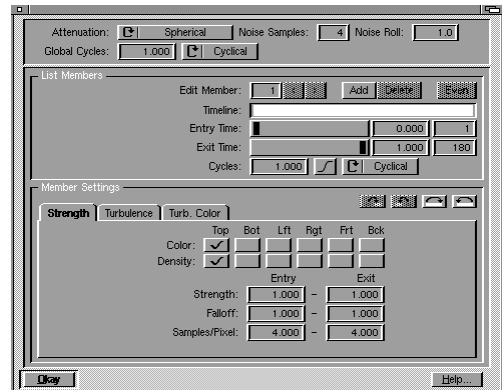 Attenuation: Spherical Noise Samples: 4 Noise Roll: 1.0
Global Cycles: 1.000 Cyclical
List Members
Edit Member: 1 < > Add Delete Even
Timeline:
Entry Time: 0.000 1
Exit Time: 1.000 180
Cycles: 1.000 Cyclical
Member Settings
Strength Turbulence Turb. Color
Top Bot Lft Rgt Frt Bck
Color:
Density:
Entry Exit
Strength: 1.000 – 1.000
Falloff: 1.000 – 1.000
Samples/Pixel: 4.000 – 4.000
Okay Help...